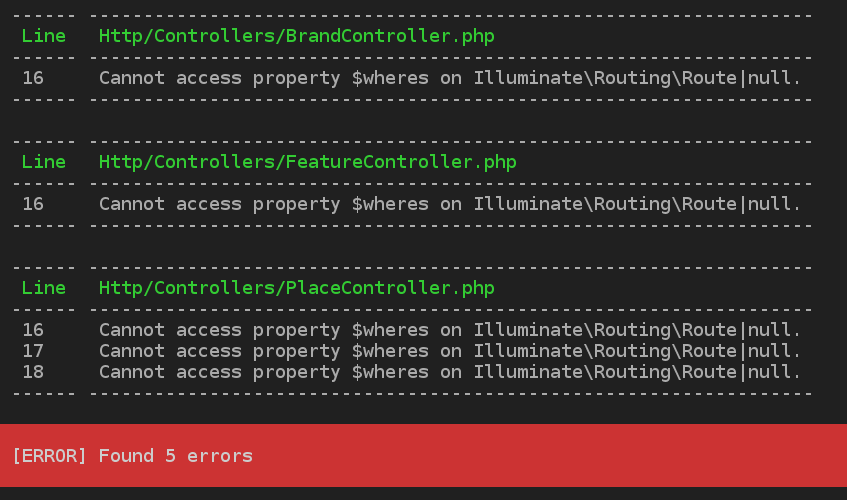 ------ -----------------------------------------------------------------
Line Http/Controllers/BrandController.php
------ -----------------------------------------------------------------
16 Cannot access property $wheres on Illuminate\Routing\Route|null.
------ -----------------------------------------------------------------
------ -----------------------------------------------------------------
Line Http/Controllers/FeatureController.php
------ -----------------------------------------------------------------
16 Cannot access property $wheres on Illuminate\Routing\Route|null.
------ -----------------------------------------------------------------
------ -----------------------------------------------------------------
Line Http/Controllers/PlaceController.php
------ -----------------------------------------------------------------
16 Cannot access property $wheres on Illuminate\Routing\Route|null.
17 Cannot access property $wheres on Illuminate\Routing\Route|null.
18 Cannot access property $wheres on Illuminate\Routing\Route|null.
------ -----------------------------------------------------------------
[ERROR] Found 5 errors